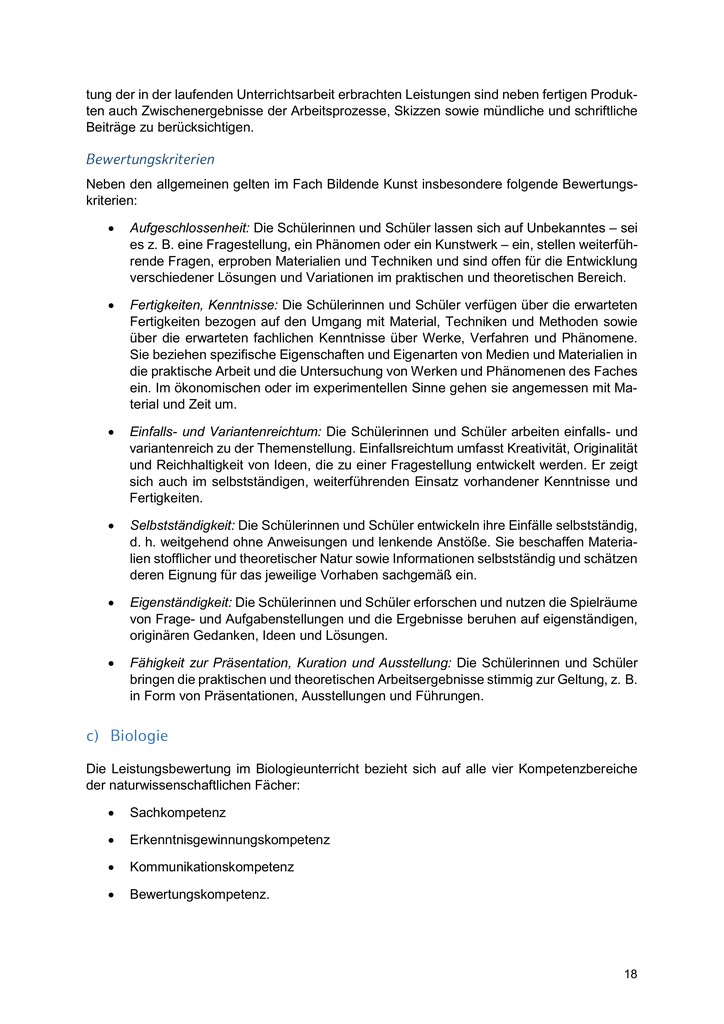 tung der in der laufenden Unterrichtsarbeit erbrachten Leistungen sind neben fertigen Produk-
ten auch Zwischenergebnisse der Arbeitsprozesse, Skizzen sowie mündliche und schriftliche
Beiträge zu berücksichtigen.
Bewertungskriterien
Neben den allgemeinen gelten im Fach Bildende Kunst insbesondere folgende Bewertungs-
kriterien:
• Aufgeschlossenheit: Die Schülerinnen und Schüler lassen sich auf Unbekanntes – sei
es z. B. eine Fragestellung, ein Phänomen oder ein Kunstwerk – ein, stellen weiterfüh-
rende Fragen, erproben Materialien und Techniken und sind offen für die Entwicklung
verschiedener Lösungen und Variationen im praktischen und theoretischen Bereich.
• Fertigkeiten, Kenntnisse: Die Schülerinnen und Schüler verfügen über die erwarteten
Fertigkeiten bezogen auf den Umgang mit Material, Techniken und Methoden sowie
über die erwarteten fachlichen Kenntnisse über Werke, Verfahren und Phänomene.
Sie beziehen spezifische Eigenschaften und Eigenarten von Medien und Materialien in
die praktische Arbeit und die Untersuchung von Werken und Phänomenen des Faches
ein. Im ökonomischen oder im experimentellen Sinne gehen sie angemessen mit Ma-
terial und Zeit um.
• Einfalls- und Variantenreichtum: Die Schülerinnen und Schüler arbeiten einfalls- und
variantenreich zu der Themenstellung. Einfallsreichtum umfasst Kreativität, Originalität
und Reichhaltigkeit von Ideen, die zu einer Fragestellung entwickelt werden. Er zeigt
sich auch im selbstständigen, weiterführenden Einsatz vorhandener Kenntnisse und
Fertigkeiten.
• Selbstständigkeit: Die Schülerinnen und Schüler entwickeln ihre Einfälle selbstständig,
d. h. weitgehend ohne Anweisungen und lenkende Anstöße. Sie beschaffen Materia-
lien stofflicher und theoretischer Natur sowie Informationen selbstständig und schätzen
deren Eignung für das jeweilige Vorhaben sachgemäß ein.
• Eigenständigkeit: Die Schülerinnen und Schüler erforschen und nutzen die Spielräume
von Frage- und Aufgabenstellungen und die Ergebnisse beruhen auf eigenständigen,
originären Gedanken, Ideen und Lösungen.
• Fähigkeit zur Präsentation, Kuration und Ausstellung: Die Schülerinnen und Schüler
bringen die praktischen und theoretischen Arbeitsergebnisse stimmig zur Geltung, z. B.
in Form von Präsentationen, Ausstellungen und Führungen.
c) Biologie
Die Leistungsbewertung im Biologieunterricht bezieht sich auf alle vier Kompetenzbereiche
der naturwissenschaftlichen Fächer:
• Sachkompetenz
• Erkenntnisgewinnungskompetenz
• Kommunikationskompetenz
• Bewertungskompetenz.
18